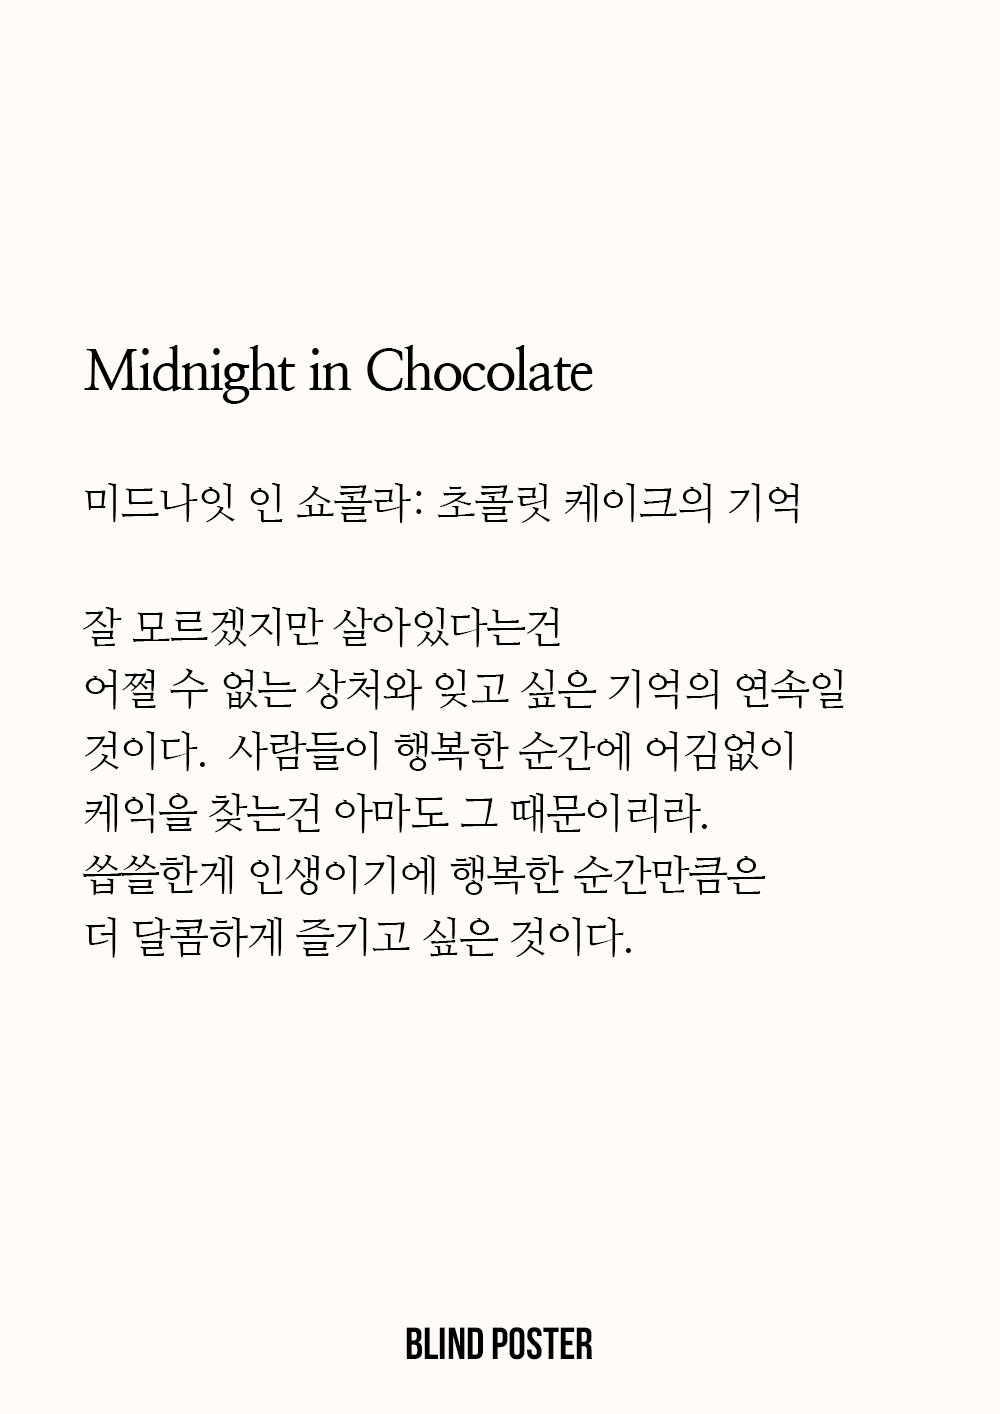 Midnight in Chocolate
미드나잇 인 쇼콜라: 초콜릿 케이크의 기억
잘 모르겠지만 살아있다는건
어쩔 수 없는 상처와 잊고 싶은 기억의 연속일
것이다.  사람들이 행복한 순간에 어김없이
케익을 찾는건 아마도 그 때문이리라.
씁쓸한게 인생이기에 행복한 순간만큼은
더 달콤하게 즐기고 싶은 것이다.
BLIND POSTER